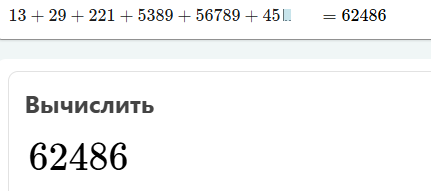 13 + 29 + 221 + 5389 + 56789 + 45 = 62486
Вычислить
62486